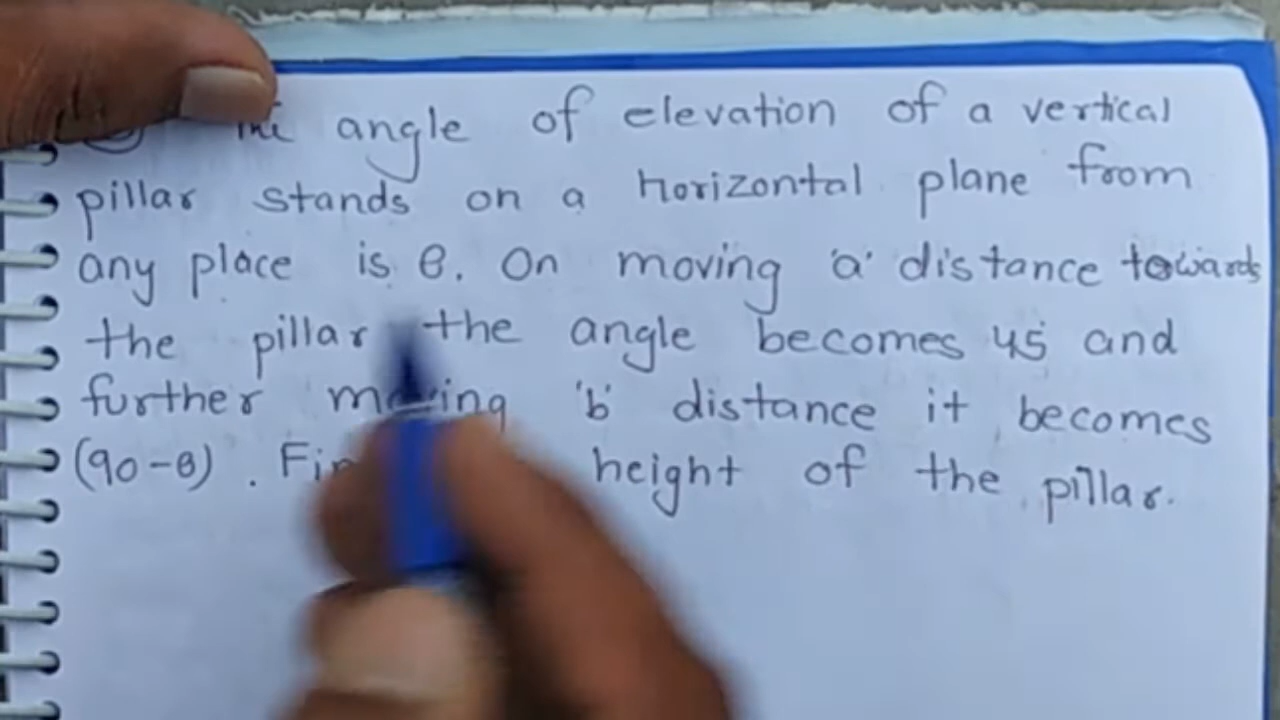 angle of elevation of a vertical
pillar stands on a horizontal plane from
any place is θ. On moving 'a' distance towards
the pillar the angle becomes 45 and
further moving 'b' distance it becomes
(90-θ). height of the pillar.